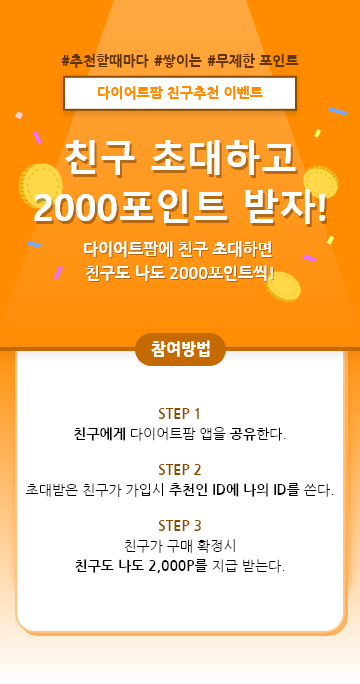 #추천할때마다 #쌓이는 #무제한 포인트
다이어트팜 친구추천 이벤트
친구 초대하고
2000포인트 받자!
다이어트팜에 친구 초대하면
친구도 나도 2000포인트씩!
참여방법
STEP 1
친구에게 다이어트팜 앱을 공유한다.
STEP 2
초대받은 친구가 가입시 추천인 ID에 나의 ID를 쓴다.
STEP 3
친구가 구매 확정시
친구도 나도 2,000P를 지급 받는다.